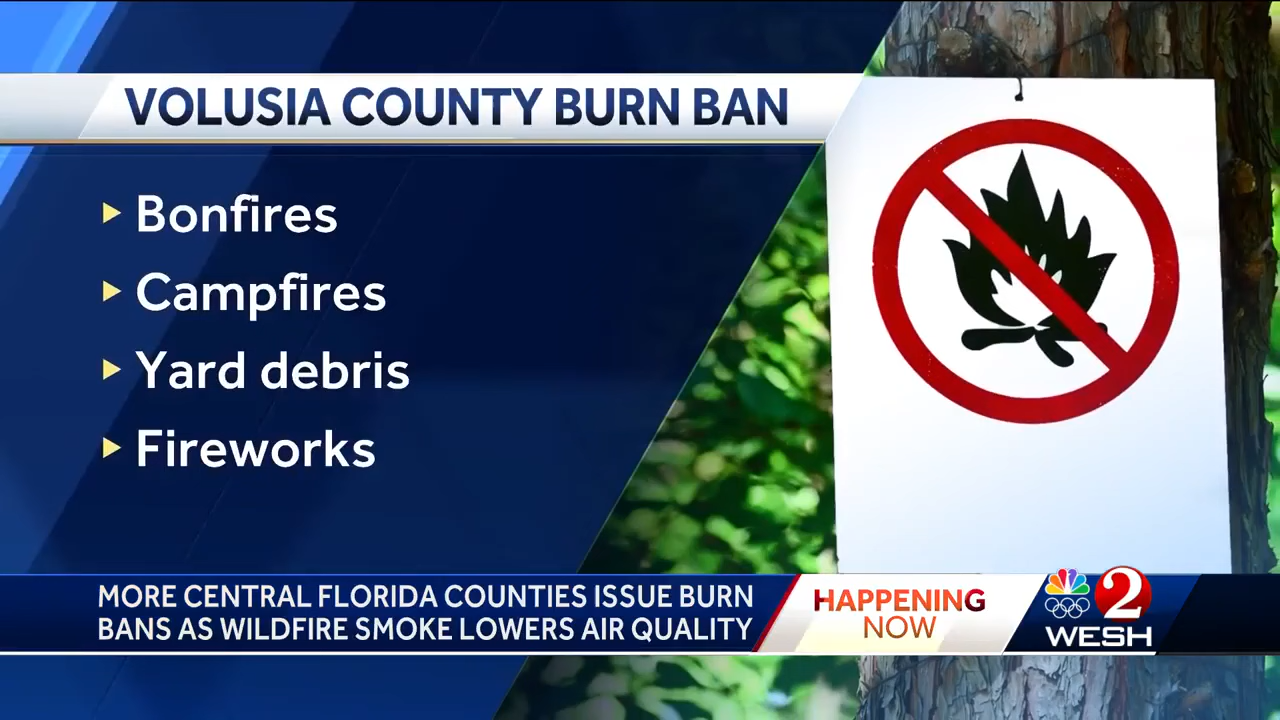 VOLUSIA COUNTY BURN BAN
Bonfires
Campfires
Yard debris
Fireworks
MORE CENTRAL FLORIDA COUNTIES ISSUE BURN
BANS AS WILDFIRE SMOKE LOWERS AIR QUALITY
HAPPENING
NOW
2
WESH